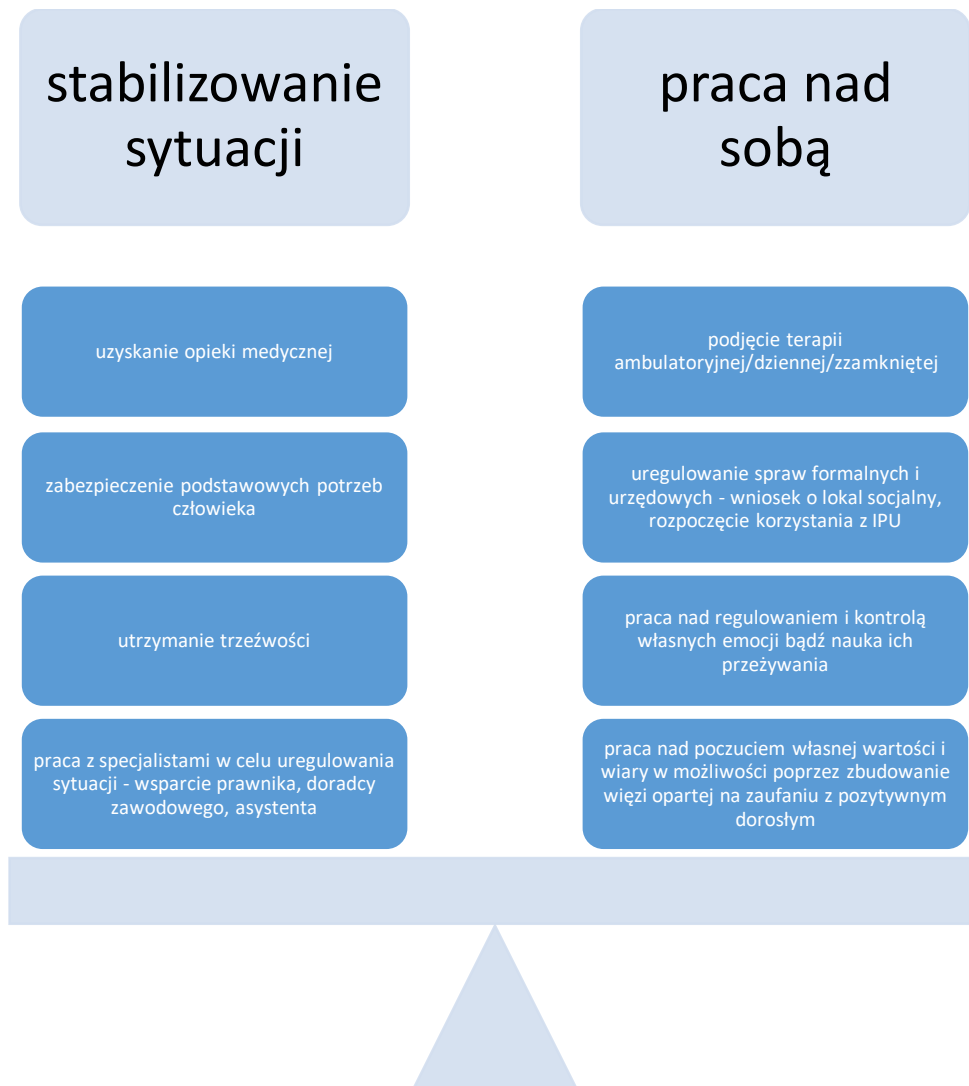 stabilizowanie
sytuacji
uzyskanie opieki medycznej
zabezpieczenie podstawowych potrzeb
człowieka
utrzymanie trzeźwości
praca z specjalistami w celu uregulowania
sytuacji - wsparcie prawnika, doradcy
zawodowego, asystenta
praca nad
sobą
podjęcie terapii
ambulatoryjnej/dziennej/zzamkniętej
uregulowanie spraw formalnych i
urzędowych - wniosek o lokal socjalny,
rozpoczęcie korzystania z IPU
praca nad regulowaniem i kontrolą
własnych emocji bądź nauka ich
przeżywania
praca nad poczuciem własnej wartości i
wiary w możliwości poprzez zbudowanie
więzi opartej na zaufaniu z pozytywnym
dorosłym